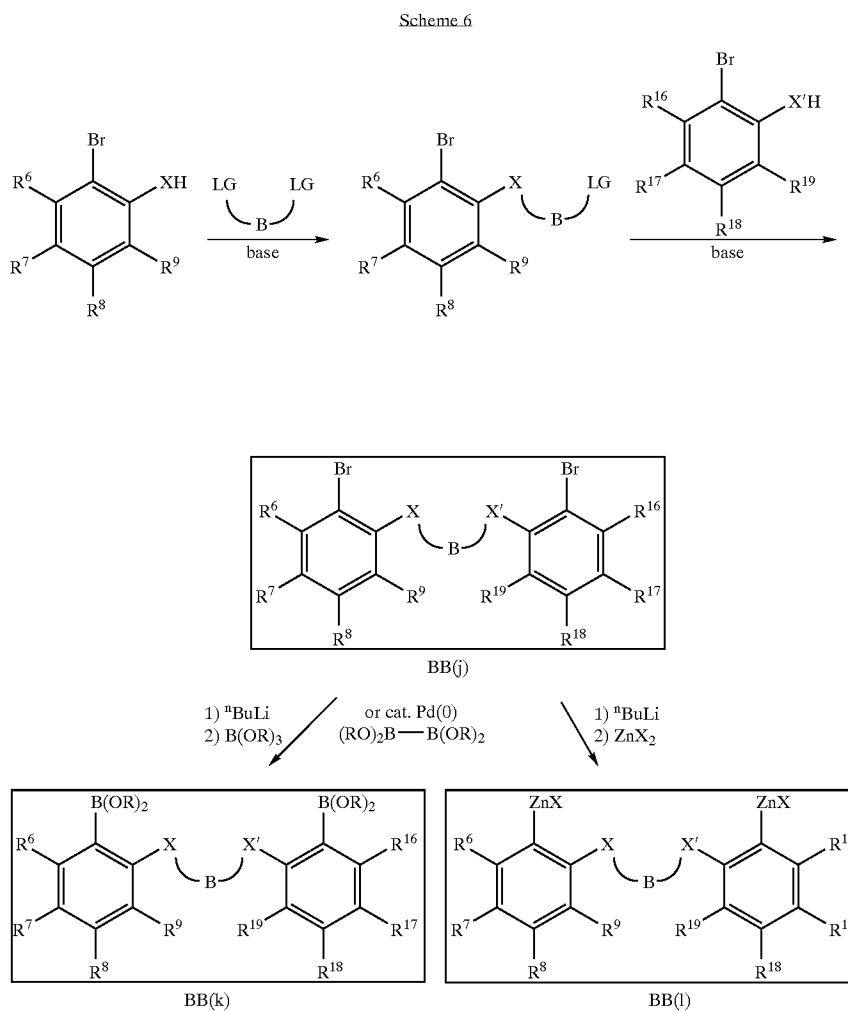 Scheme 6
Br
R⁶ XH
R⁷ R⁹
R⁸
LG LG
B
base
Br
R⁶ X LG
B
R⁷ R⁹
R⁸
Br
R¹⁶ X′H
R¹⁷ R¹⁹
R¹⁸
base
Br Br
R⁶ X X′ R¹⁶
B
R⁷ R⁹ R¹⁹ R¹⁷
R⁸ R¹⁸
BB(j)
1) ⁿBuLi
2) B(OR)₃
or cat. Pd(0)
(RO)₂B—B(OR)₂
1) ⁿBuLi
2) ZnX₂
B(OR)₂ B(OR)₂
R⁶ X X′ R¹⁶
B
R⁷ R⁹ R¹⁹ R¹⁷
R⁸ R¹⁸
BB(k)
ZnX ZnX
R⁶ X X′ R¹
B
R⁷ R⁹ R¹⁹ R¹
R⁸ R¹⁸
BB(l)